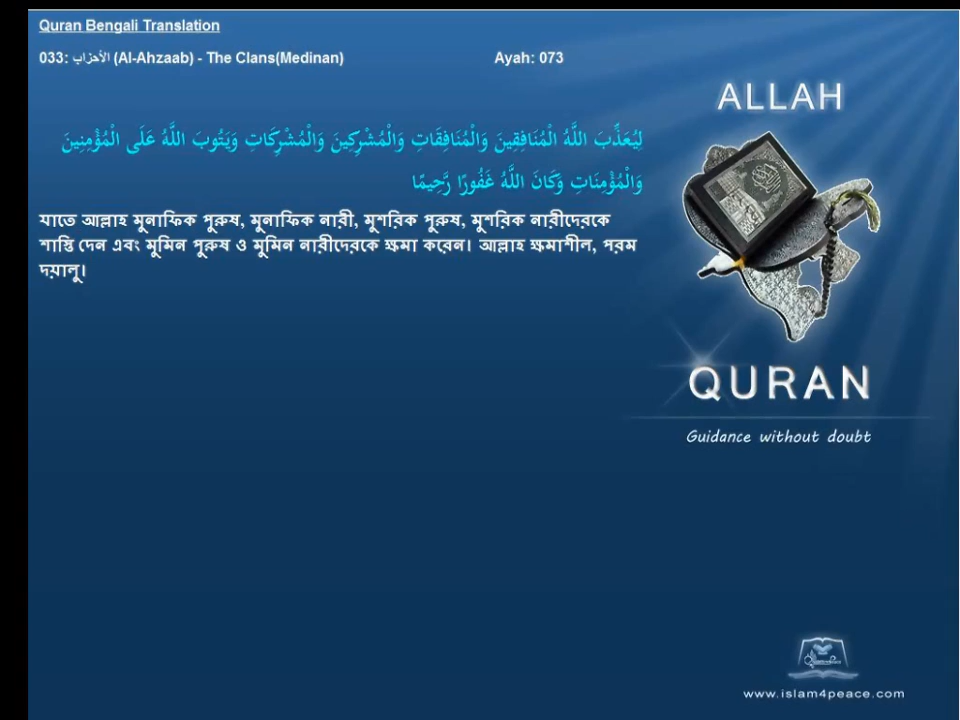 Quran Bengali Translation
033: الأحزاب (Al-Ahzaab) - The Clans(Medinan) Ayah: 073
لِيُعَذِّبَ اللَّهُ الْمُنَافِقِينَ وَالْمُنَافِقَاتِ وَالْمُشْرِكِينَ وَالْمُشْرِكَاتِ وَيَتُوبَ اللَّهُ عَلَى الْمُؤْمِنِينَ
وَالْمُؤْمِنَاتِ وَكَانَ اللَّهُ غَفُورًا رَّحِيمًا
যাতে আল্লাহ মুনাফিক পুরুষ, মুনাফিক নারী, মুশরিক পুরুষ, মুশরিক নারীদেরকে
শাস্তি দেন এবং মুমিন পুরুষ ও মুমিন নারীদেরকে ক্ষমা করেন। আল্লাহ ক্ষমাশীল, পরম
দয়ালু।
ALLAH
QURAN
Guidance without doubt
www.islam4peace.com